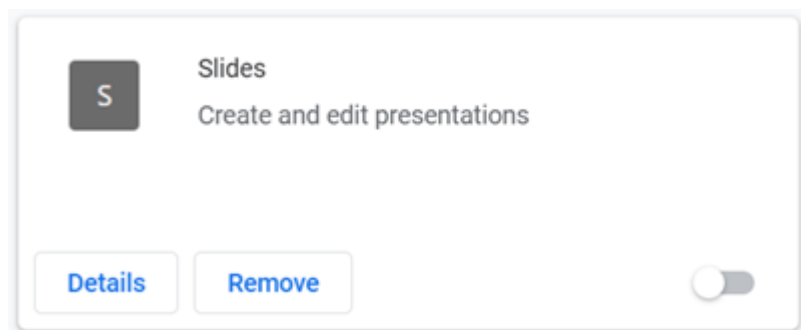 S
Slides
Create and edit presentations
Details
Remove